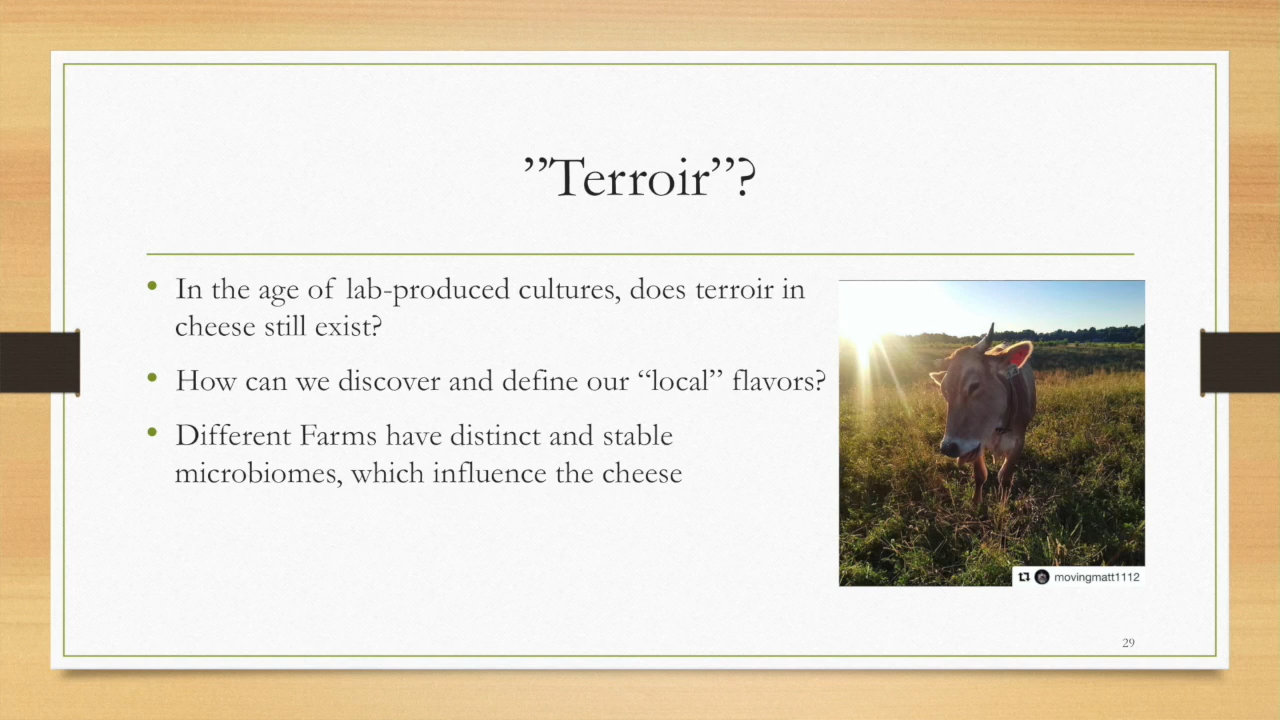 ”Terroir”?
• In the age of lab-produced cultures, does terroir in
cheese still exist?
• How can we discover and define our “local” flavors?
• Different Farms have distinct and stable
microbiomes, which influence the cheese
movingmatt1112
29